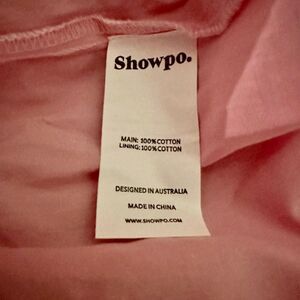 Showpo.
MAIN: 100% COTTON
LINING: 100% COTTON
DESIGNED IN AUSTRALIA
MADE IN CHINA
WWW.SHOWPO.COM